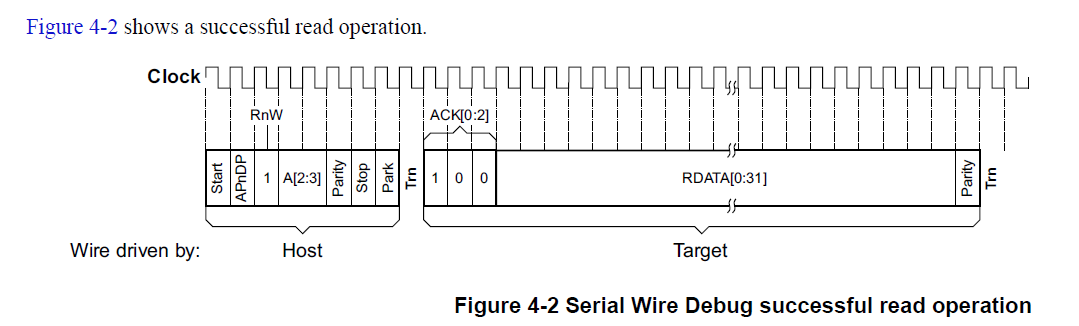 Figure 4-2 shows a successful read operation.
Clock
RnW
ACK[0:2]
Start
APnDP
1
A[2:3]
Parity
Stop
Park
Trn
1
0
0
RDATA[0:31]
Parity
Trn
Wire driven by:
Host
Target
Figure 4-2 Serial Wire Debug successful read operation